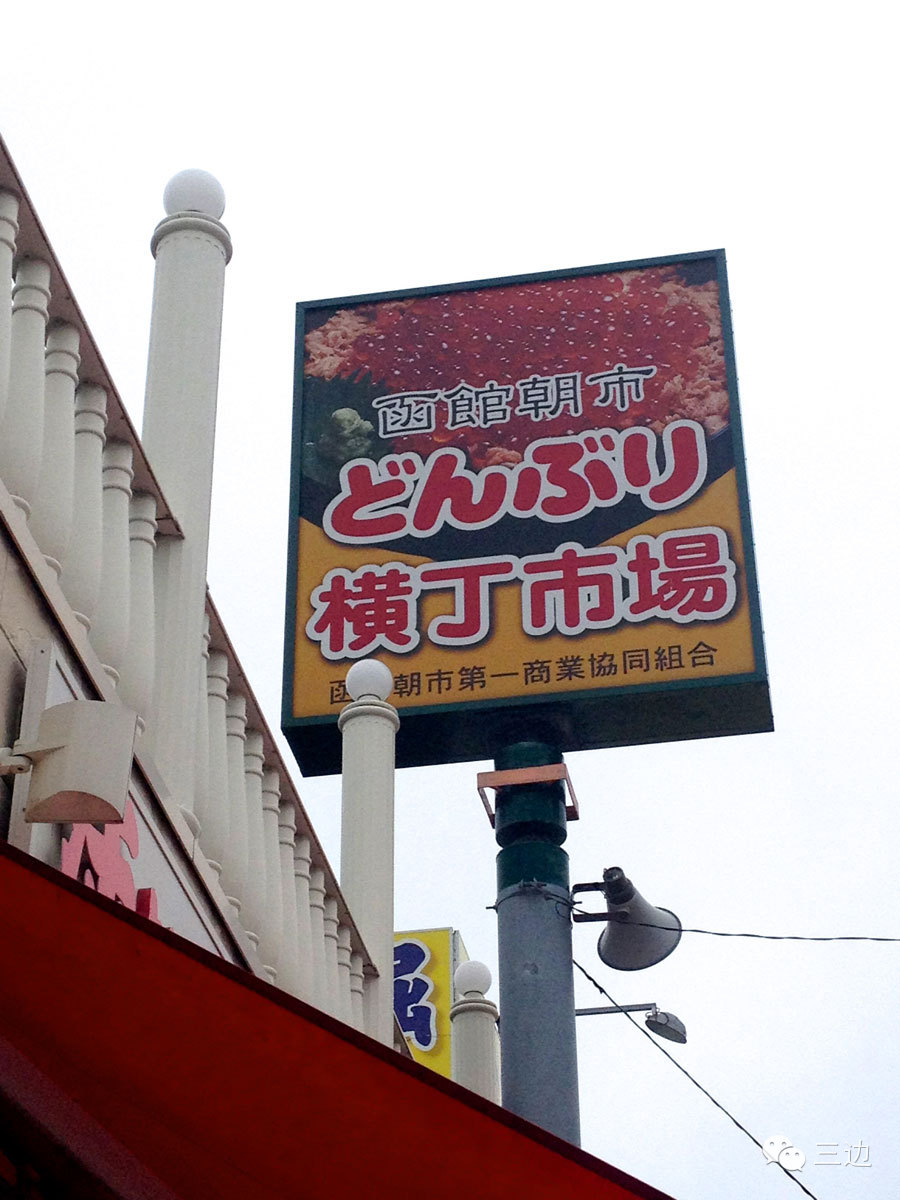 函館朝市
どんぶり
横丁市場
函 朝市第一商業協同組合
三边